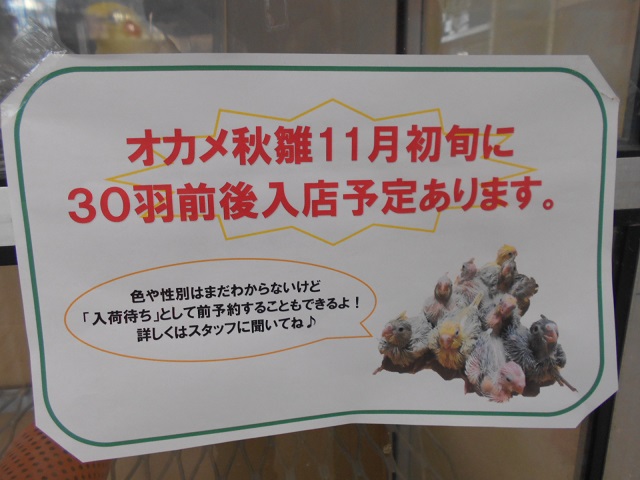 オカメ秋雛11月初旬に
30羽前後入店予定あります。
色や性別はまだわからないけど
「入荷待ち」として前予約することもできるよ！
詳しくはスタッフに聞いてね♪